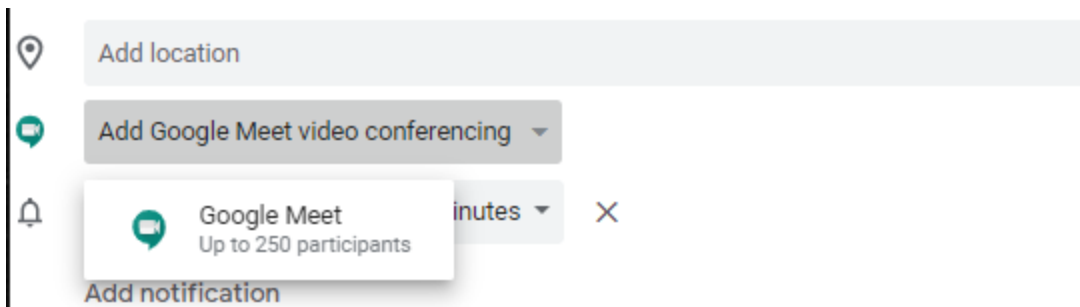 Add location
Add Google Meet video conferencing
Google Meet
inutes
Up to 250 participants
Add notification